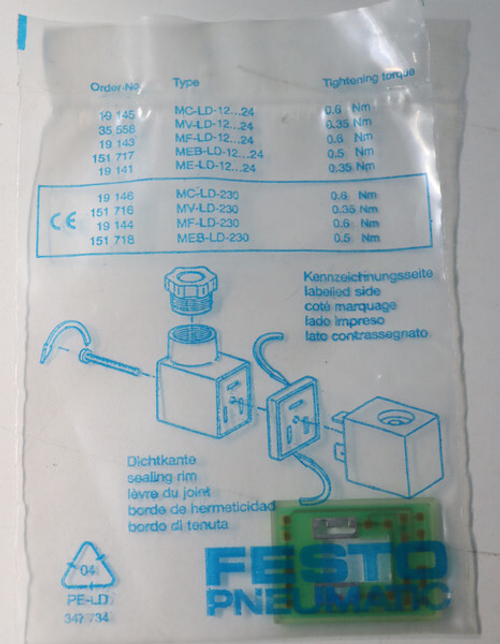 Order-No. Type Tightening torque
19 145 MC-LD-12...24 0.6 Nm
35 558 MV-LD-12...24 0.35 Nm
19 143 MF-LD-12...24 0.6 Nm
151 717 MEB-LD-12...24 0.5 Nm
19 141 ME-LD-12...24 0.35 Nm
19 146 MC-LD-230 0.6 Nm
CE 151 716 MV-LD-230 0.35 Nm
19 144 MF-LD-230 0.6 Nm
151 718 MEB-LD-230 0.5 Nm
Kennzeichnungsseite
labelled side
coté marquage
lado impreso
lato contrassegnato
Dichtkante
sealing rim
lèvre du joint
borde de hermeticidad
bordo di tenuta
FESTO
PNEUMATIC
04
PE-LD
347 734